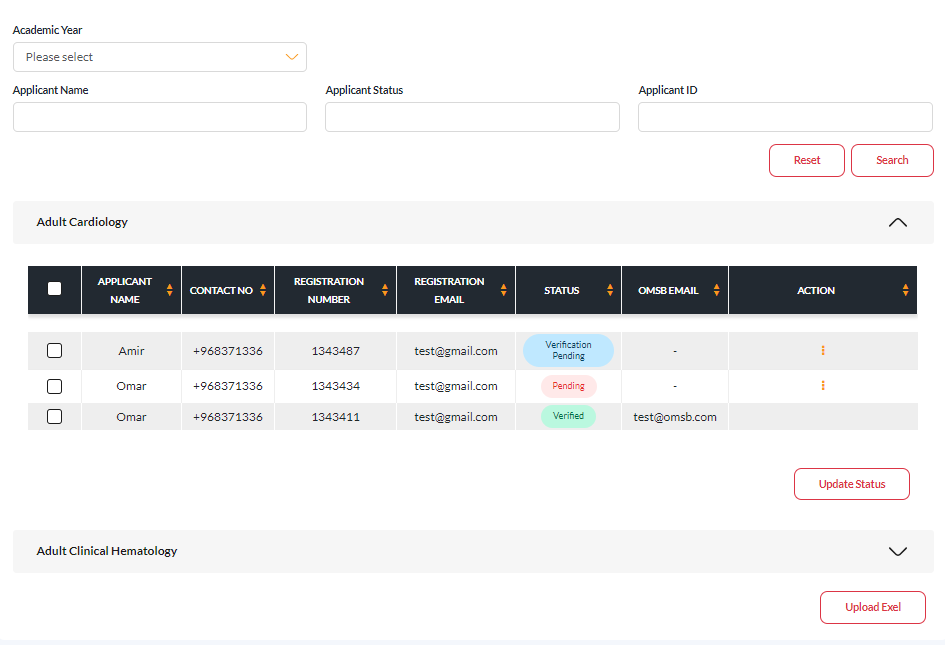 Academic Year
Please select
Applicant Name Applicant Status Applicant ID
Reset Search
Adult Cardiology
APPLICANT NAME CONTACT NO REGISTRATION NUMBER REGISTRATION EMAIL STATUS OMSB EMAIL ACTION
Amir +968371336 1343487 test@gmail.com Verification Pending -
Omar +968371336 1343434 test@gmail.com Pending -
Omar +968371336 1343411 test@gmail.com Verified test@omsb.com
Update Status
Adult Clinical Hematology
Upload Exel